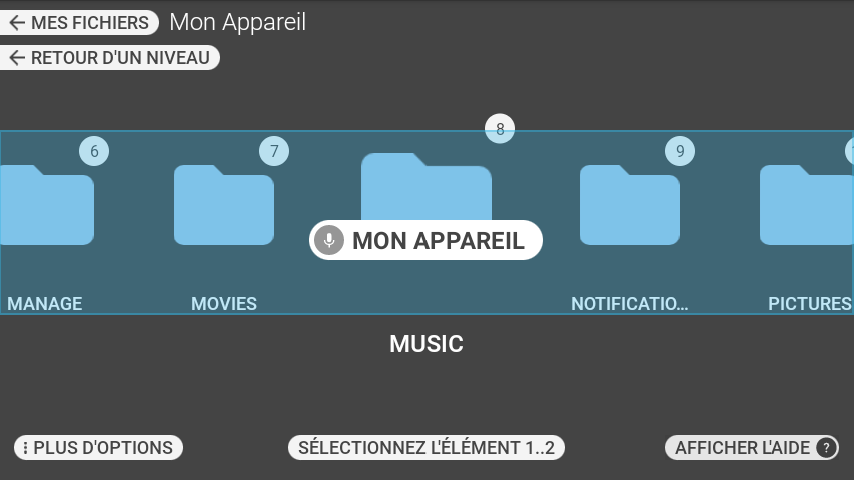 MES FICHIERS Mon Appareil
RETOUR D'UN NIVEAU
6 7 8 9
MON APPAREIL
MANAGE MOVIES NOTIFICATIO... PICTURES
MUSIC
PLUS D'OPTIONS SÉLECTIONNEZ L'ÉLÉMENT 1..2 AFFICHER L'AIDE ?